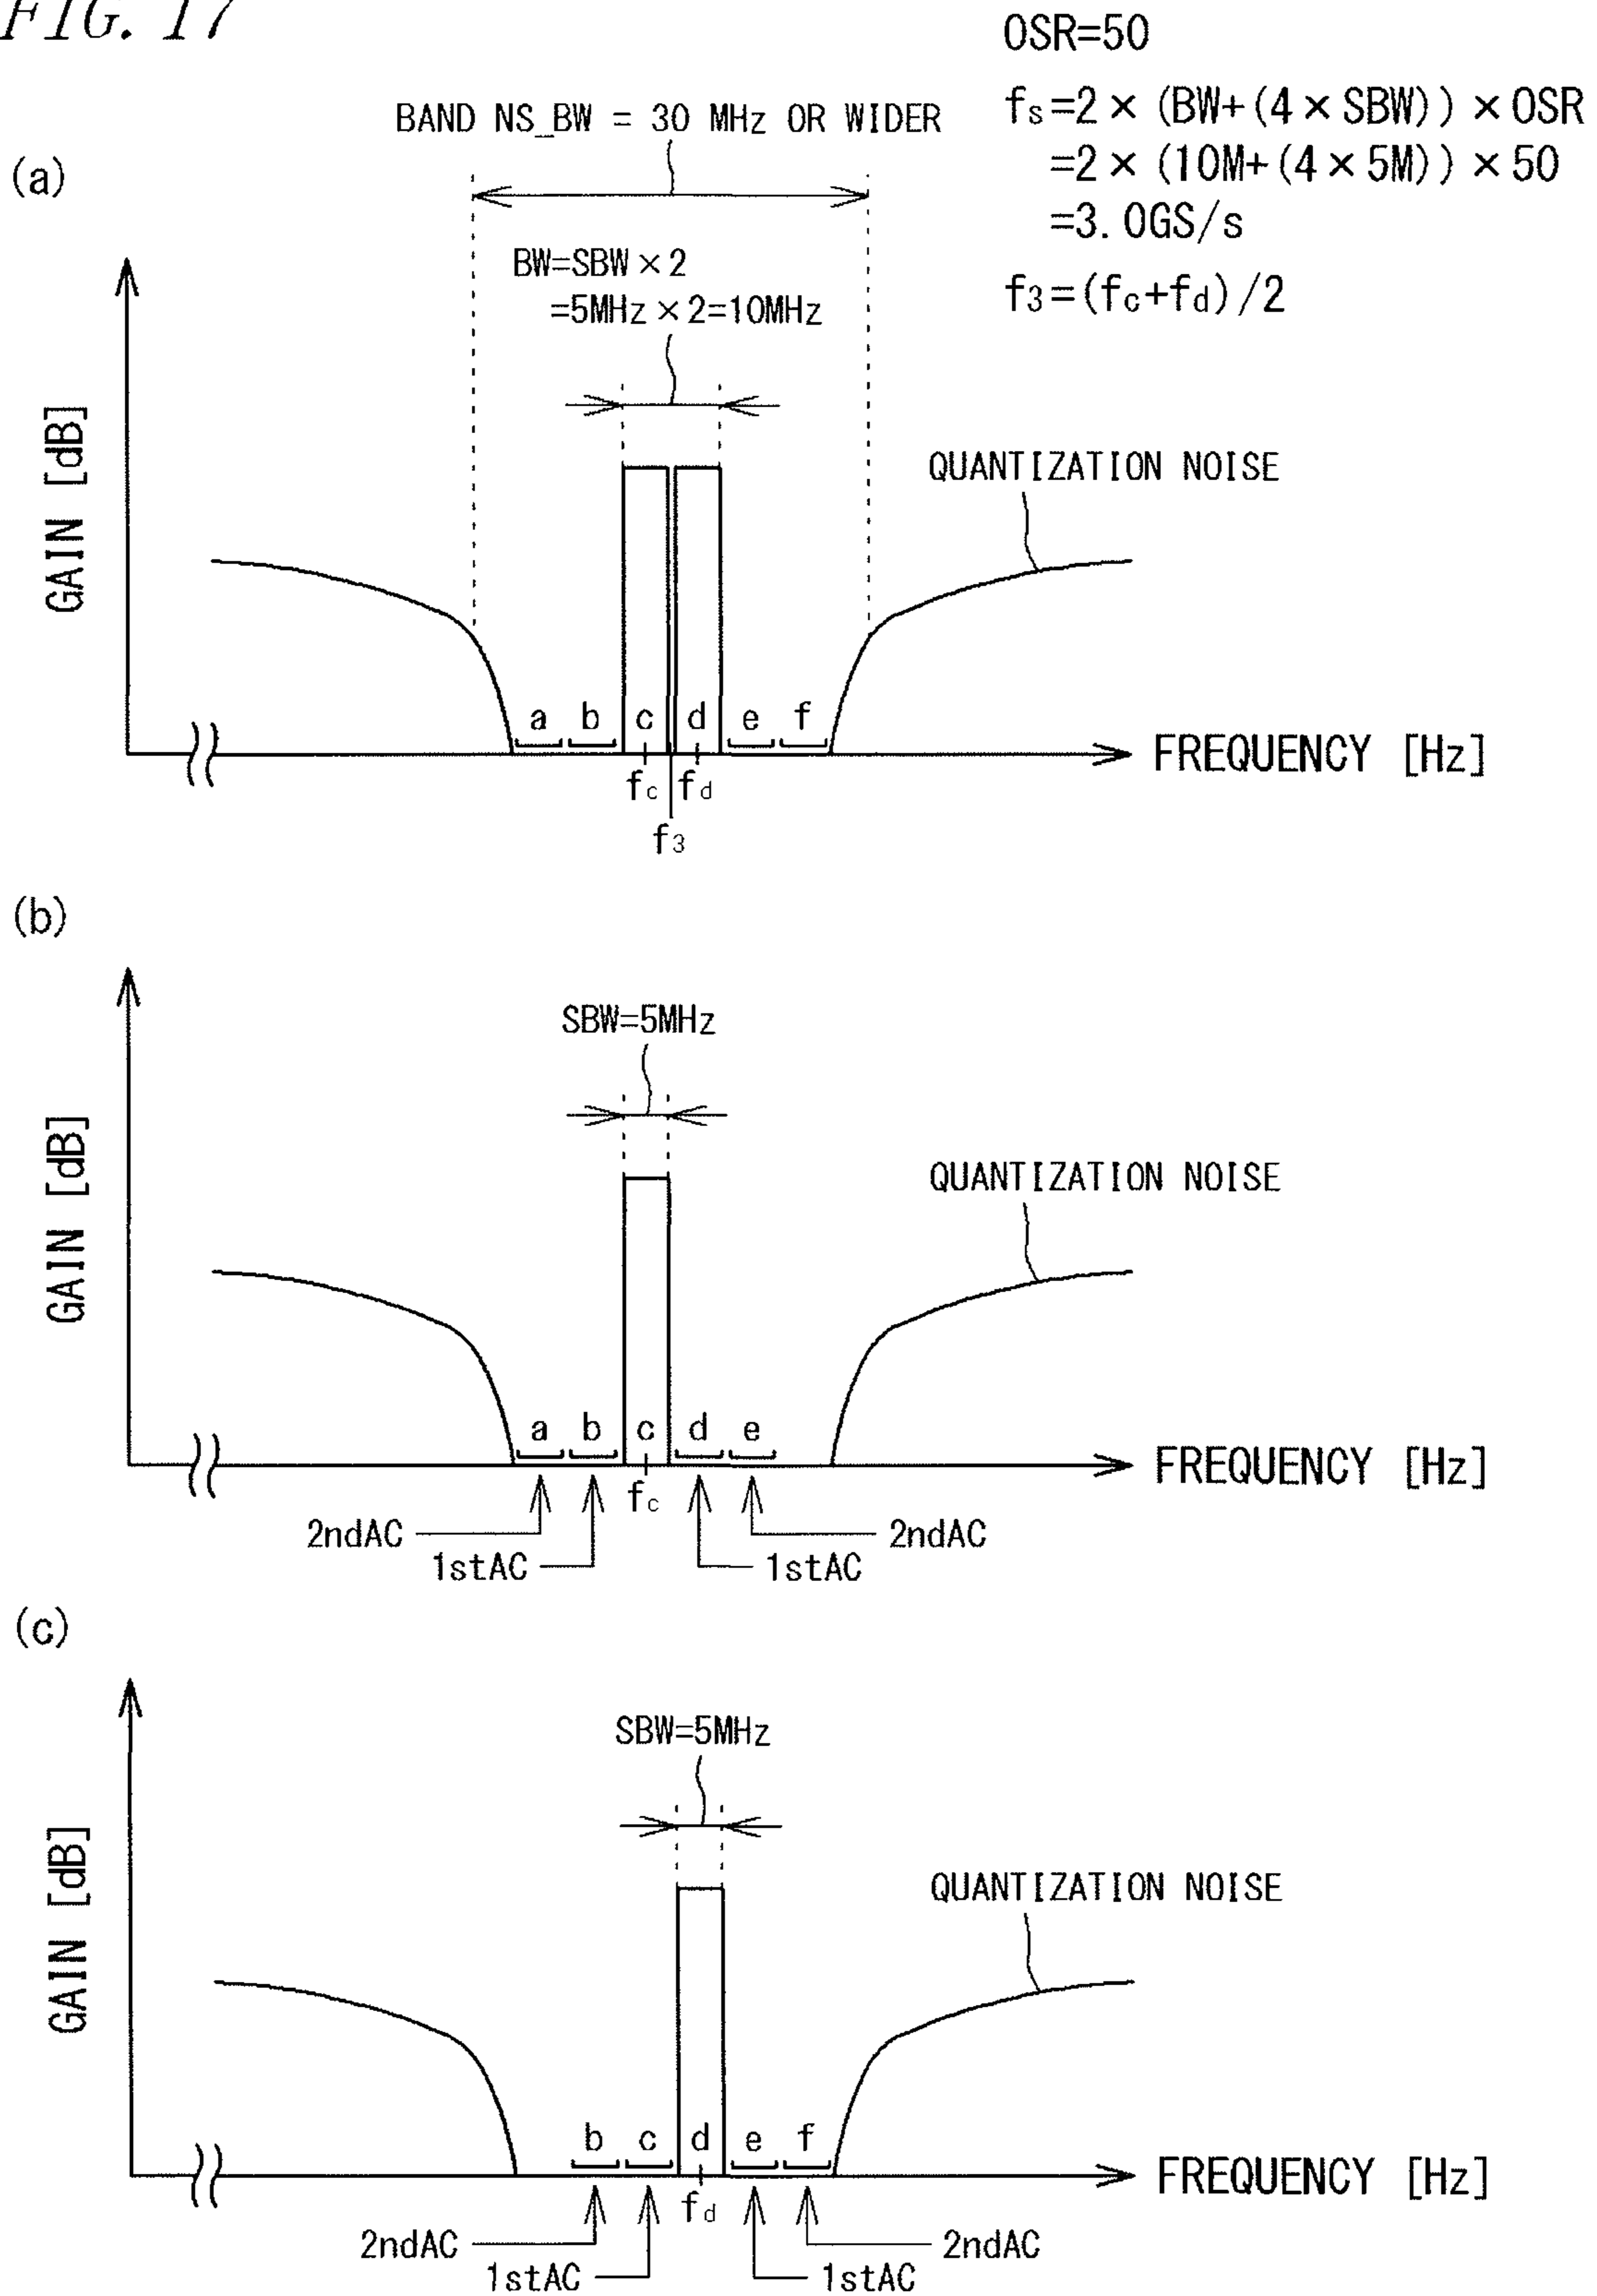 FIG. 17
OSR=50
fs=2×(BW+(4×SBW))×OSR
=2×(10M+(4×5M))×50
=3.0GS/s
f3=(fc+fd)/2
(a)
BAND NS_BW = 30 MHz OR WIDER
BW=SBW×2
=5MHz×2=10MHz
GAIN [dB]
QUANTIZATION NOISE
a b c d e f
FREQUENCY [Hz]
fc fd
f3
(b)
SBW=5MHz
GAIN [dB]
QUANTIZATION NOISE
a b c d e
FREQUENCY [Hz]
fc
2ndAC 2ndAC
1stAC 1stAC
(c)
SBW=5MHz
GAIN [dB]
QUANTIZATION NOISE
b c d e f
FREQUENCY [Hz]
fd
2ndAC 2ndAC
1stAC 1stAC